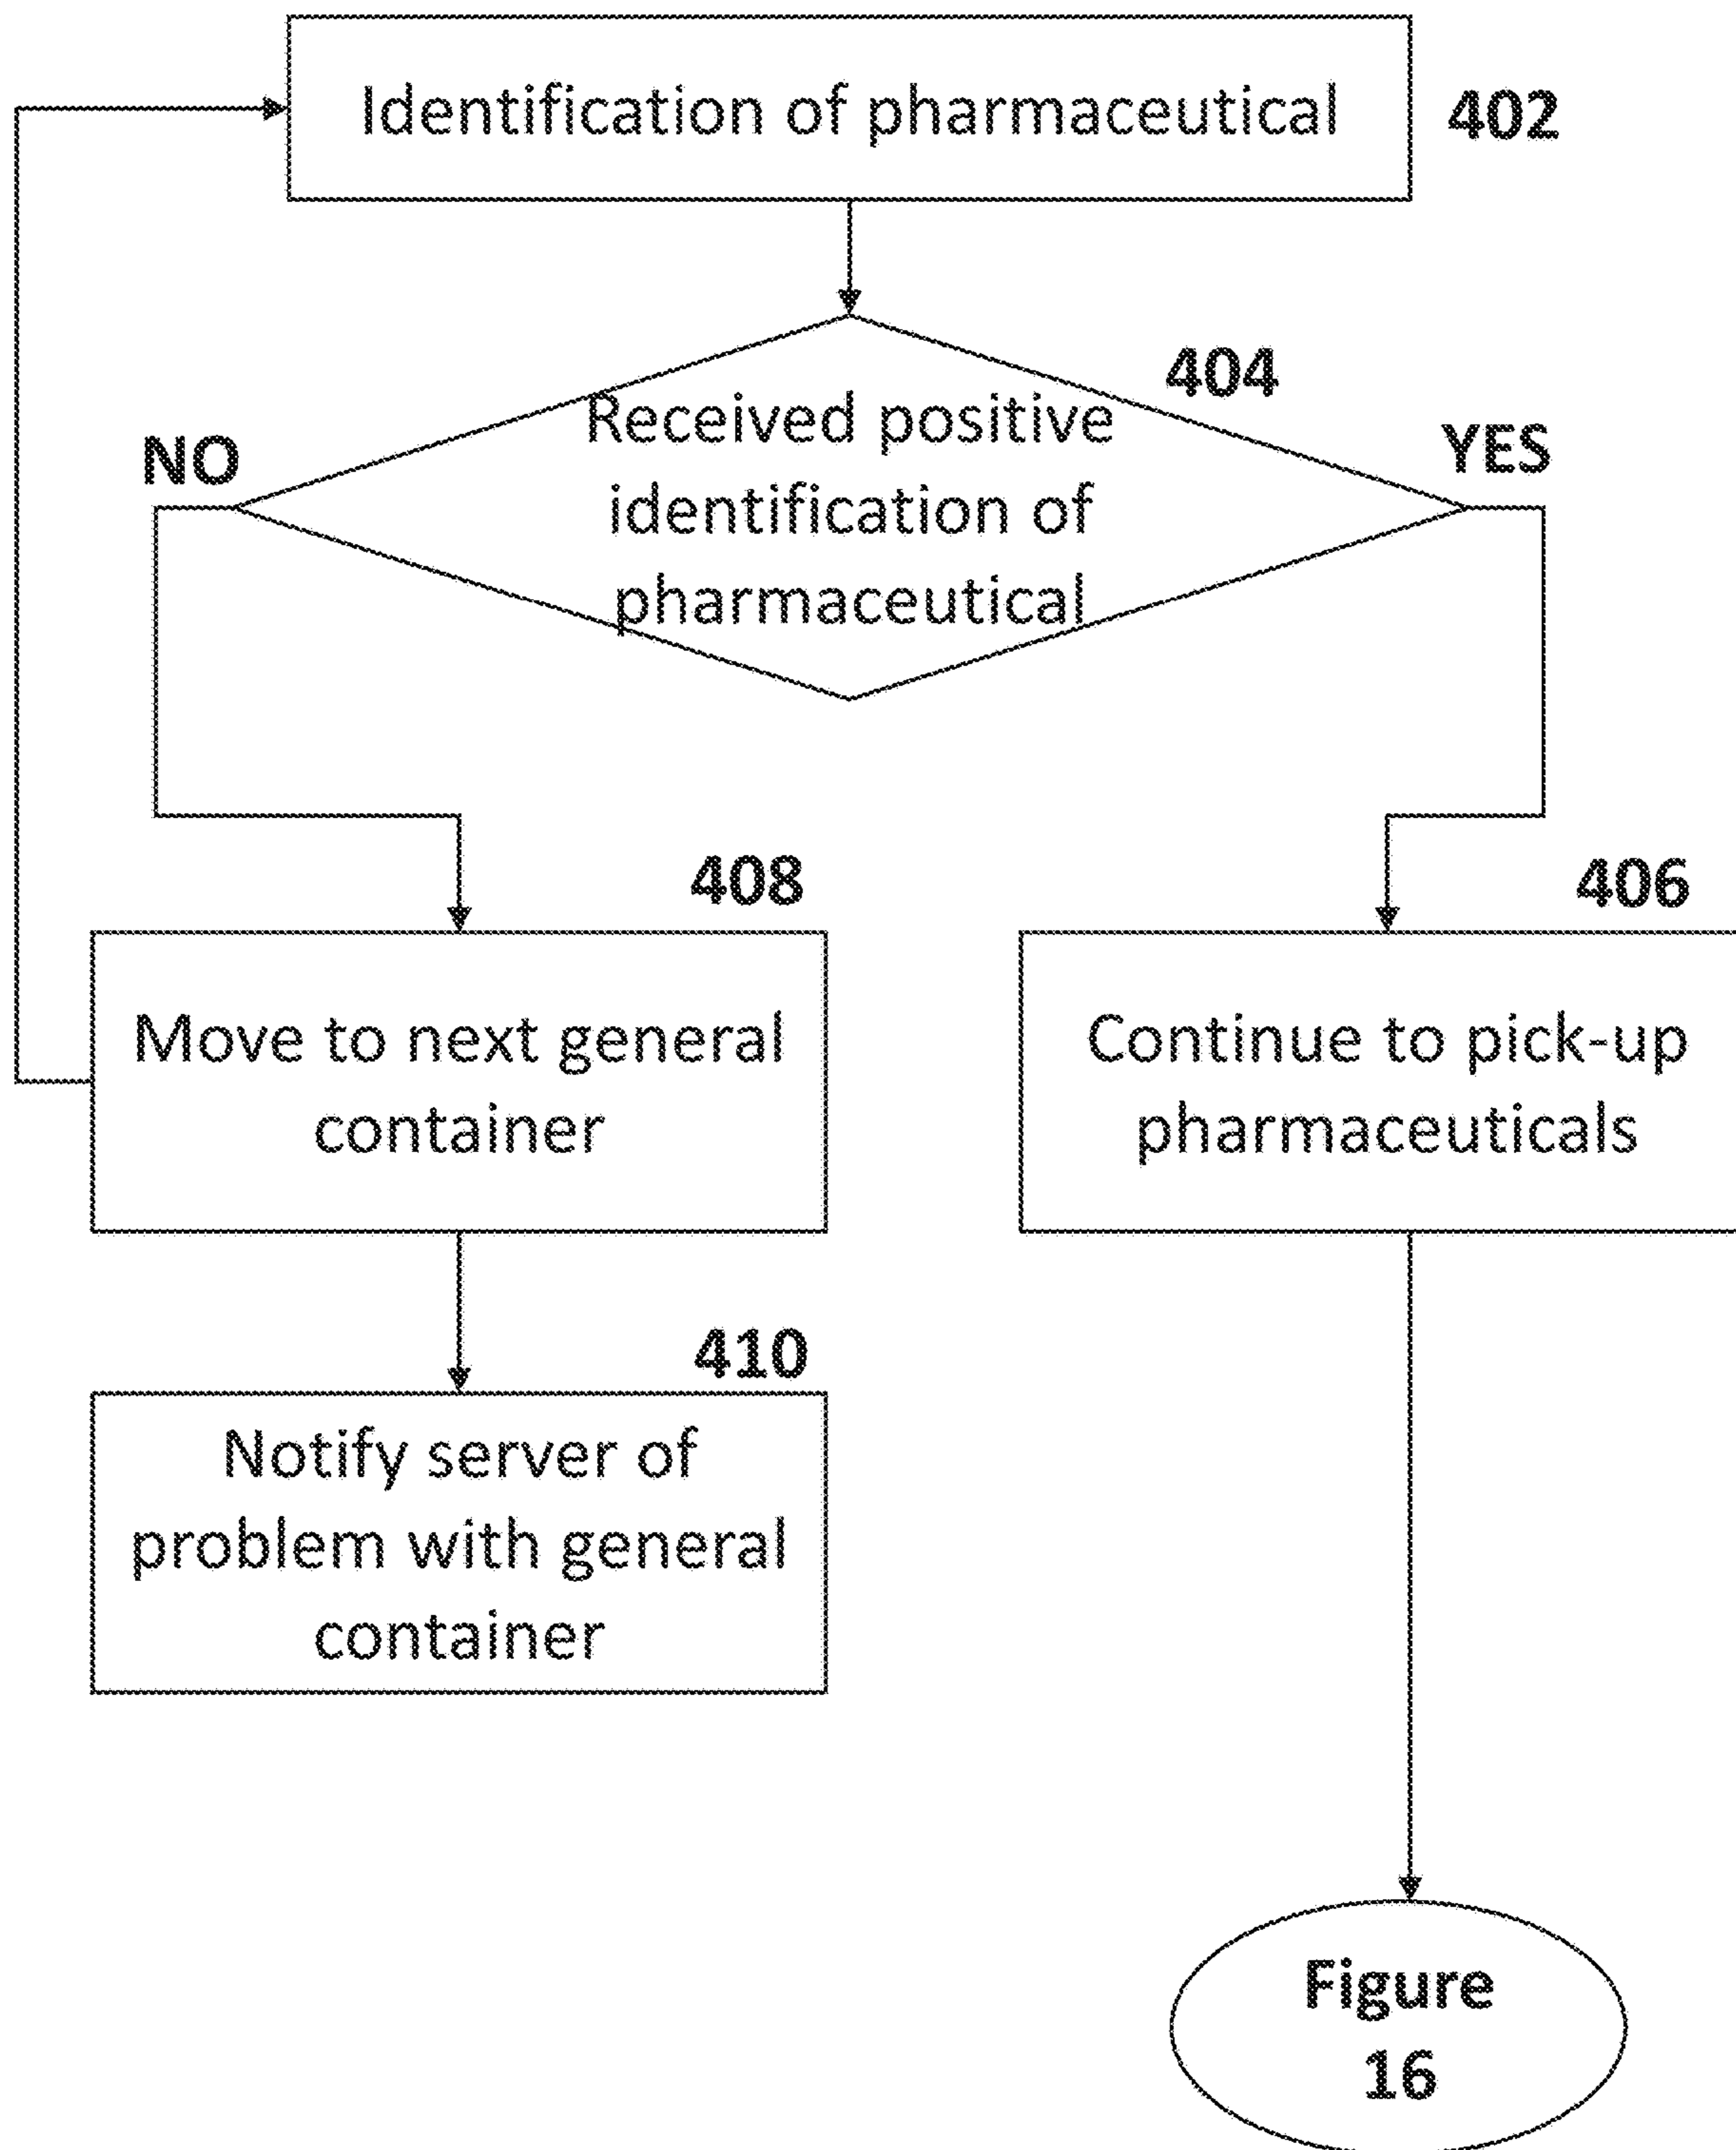 Identification of pharmaceutical
402
404
Received positive
identification of
pharmaceutical
NO
YES
408
406
Move to next general
container
Continue to pick-up
pharmaceuticals
410
Notify server of
problem with general
container
Figure
16